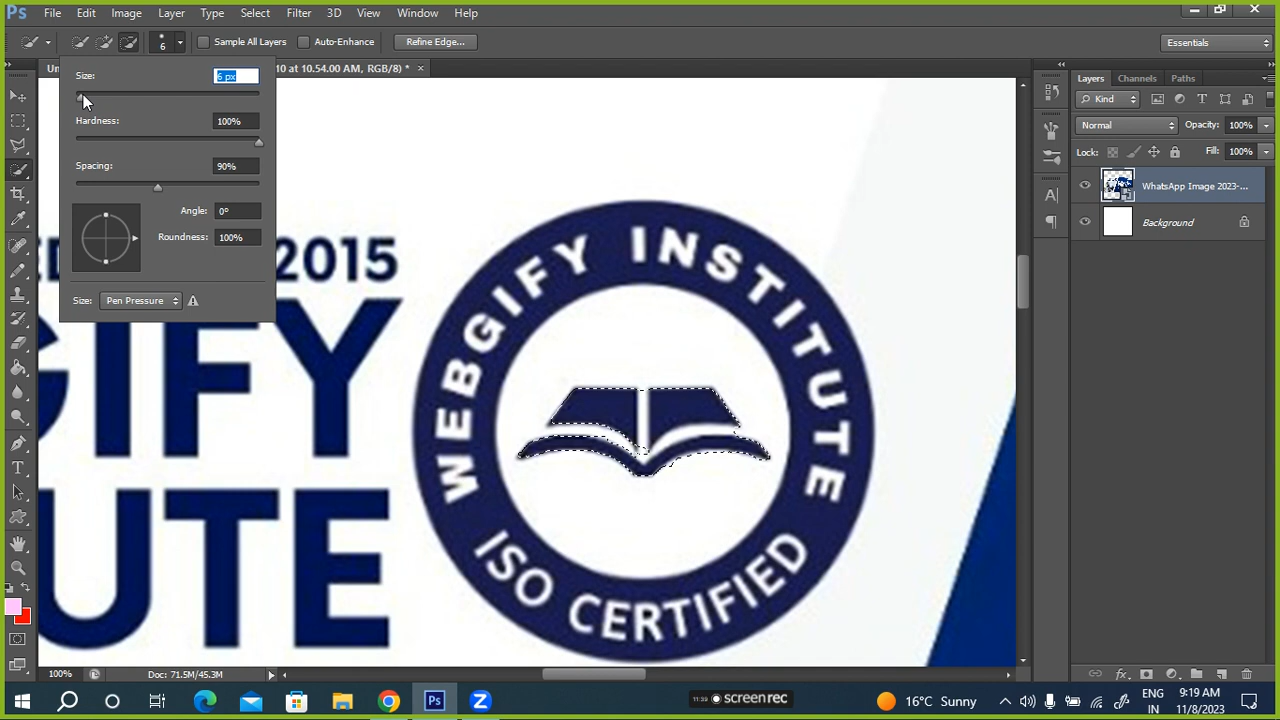 Ps File Edit Image Layer Type Select Filter 3D View Window Help
6 Sample All Layers Auto-Enhance Refine Edge... Essentials
10 at 10.54.00 AM, RGB/8) * ×
Size: 6 px
Hardness: 100%
Spacing: 90%
Angle: 0°
Roundness: 100%
Size: Pen Pressure
2015
GIFY
UTE
WEBGIFY INSTITUTE
ISO CERTIFIED
Layers Channels Paths
Kind
Normal Opacity: 100%
Lock: Fill: 100%
WhatsApp Image 2023-...
Background
100% Doc: 71.5M/45.3M
11:39 screenrec
16°C Sunny
ENG
IN
9:19 AM
11/8/2023